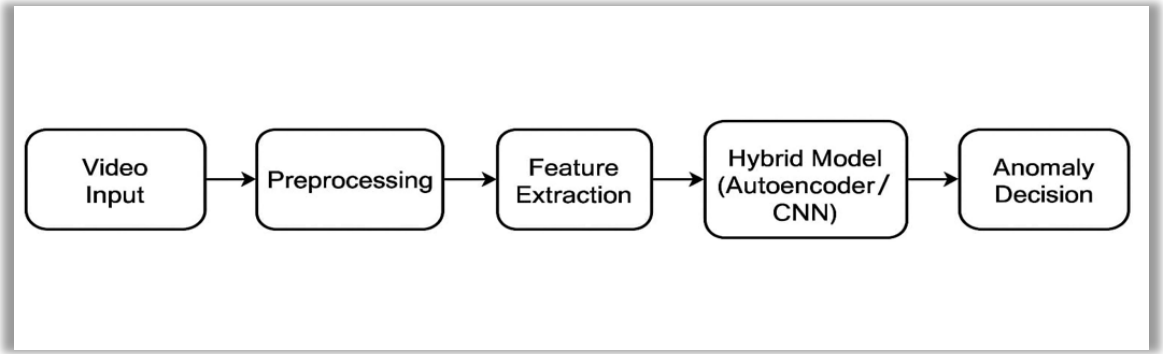 Video
Input
Preprocessing
Feature
Extraction
Hybrid Model
(Autoencoder/
CNN)
Anomaly
Decision